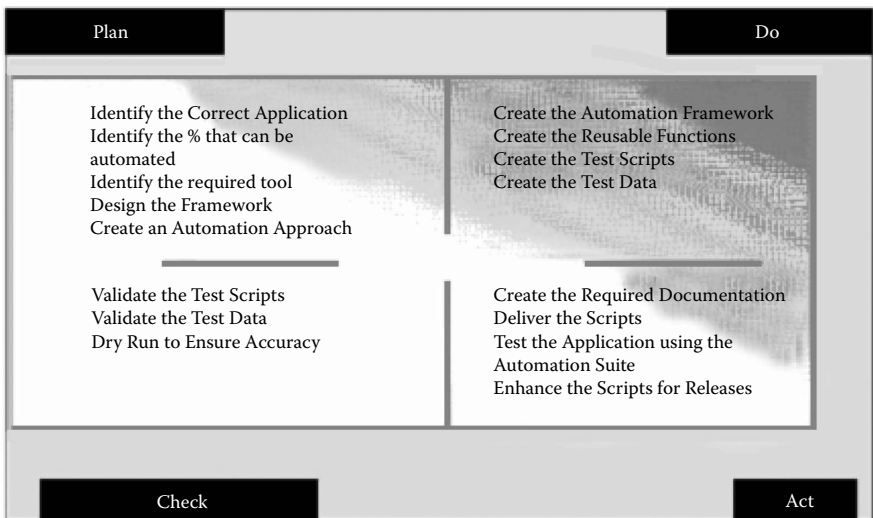 Plan
Do
Identify the Correct Application
Identify the % that can be
automated
Identify the required tool
Design the Framework
Create an Automation Approach
Create the Automation Framework
Create the Reusable Functions
Create the Test Scripts
Create the Test Data
Validate the Test Scripts
Validate the Test Data
Dry Run to Ensure Accuracy
Create the Required Documentation
Deliver the Scripts
Test the Application using the
Automation Suite
Enhance the Scripts for Releases
Check
Act